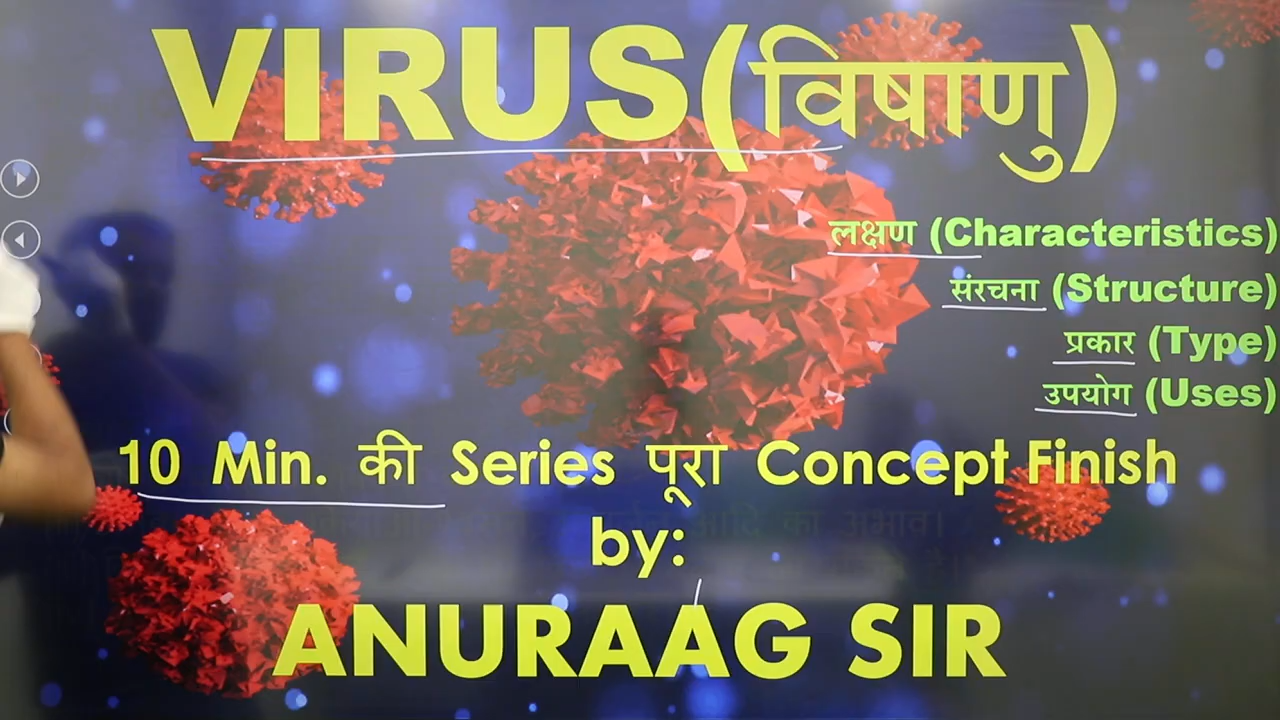 VIRUS(विषाणु)
लक्षण (Characteristics)
संरचना (Structure)
प्रकार (Type)
उपयोग (Uses)
10 Min. की Series पूरा Concept Finish
by:
ANURAAG SIR